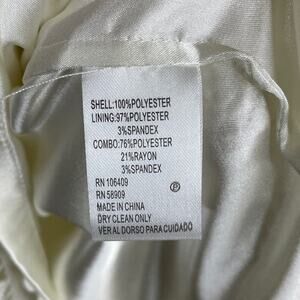 SHELL:100%POLYESTER
LINING:97%POLYESTER
3%SPANDEX
COMBO:76%POLYESTER
21%RAYON
3%SPANDEX
RN 106409
RN 58909
MADE IN CHINA
DRY CLEAN ONLY
VER AL DORSO PARA CUIDADO
P